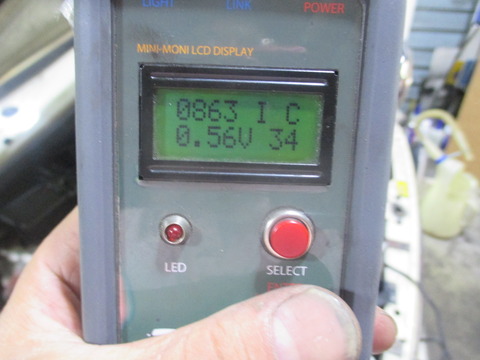 LIGHT LINK POWER
MINI-MONI LCD DISPLAY
0863 I C
0.56V 34
LED
SELECT